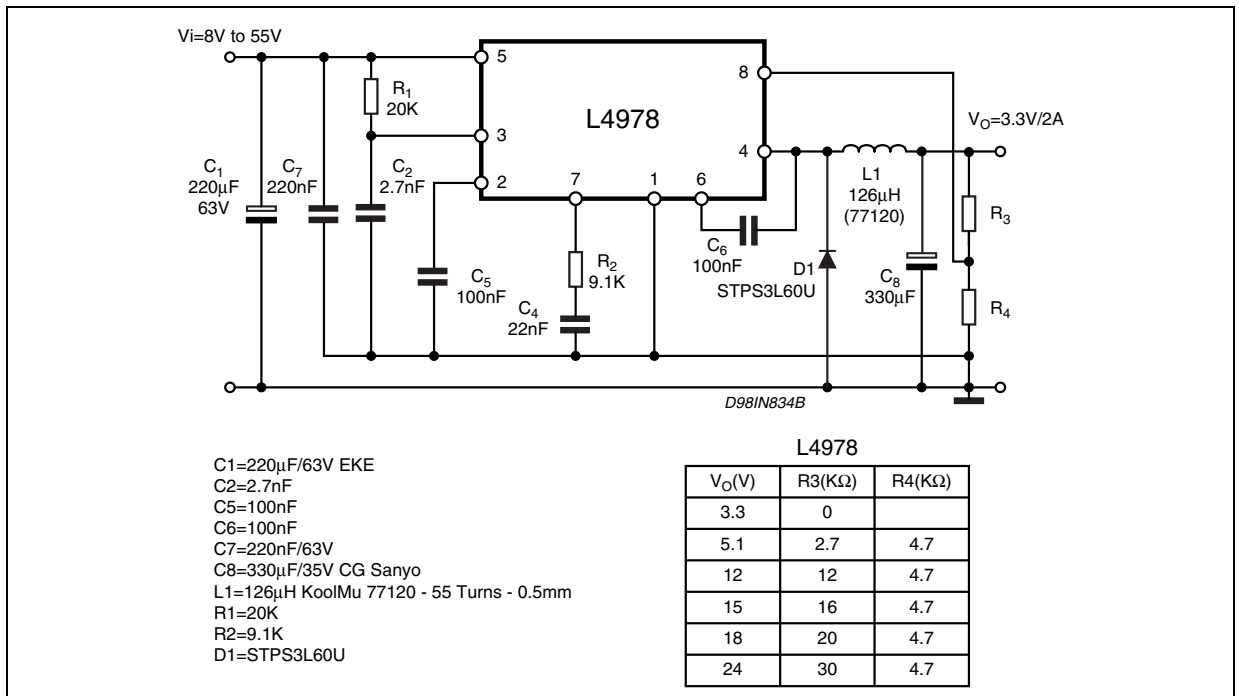 Vi=8V to 55V
5
8
R1
20K
L4978
VO=3.3V/2A
3
4
C1
220μF
63V
C7
220nF
C2
2.7nF
2
7
1
6
L1
126μH
(77120)
R3
C6
100nF
R2
9.1K
D1
STPS3L60U
C5
100nF
C8
330μF
C4
22nF
R4
D98IN834B
C1=220μF/63V EKE
C2=2.7nF
C5=100nF
C6=100nF
C7=220nF/63V
C8=330μF/35V CG Sanyo
L1=126μH KoolMu 77120 - 55 Turns - 0.5mm
R1=20K
R2=9.1K
D1=STPS3L60U
L4978
VO(V) R3(KΩ) R4(KΩ)
3.3 0
5.1 2.7 4.7
12 12 4.7
15 16 4.7
18 20 4.7
24 30 4.7